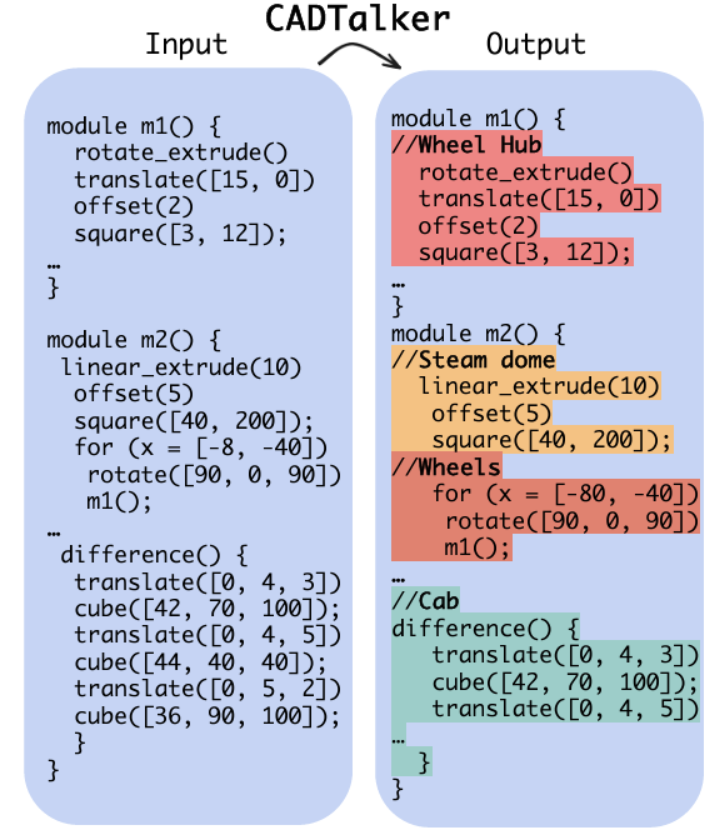 CADTalker
Input
Output
module m1() {
rotate_extrude()
translate([15, 0])
offset(2)
square([3, 12]);
…
}
module m2() {
linear_extrude(10)
offset(5)
square([40, 200]);
for (x = [-8, -40])
rotate([90, 0, 90])
m1();
…
difference() {
translate([0, 4, 3])
cube([42, 70, 100]);
translate([0, 4, 5])
cube([44, 40, 40]);
translate([0, 5, 2])
cube([36, 90, 100];
}
}
module m1() {
//Wheel Hub
rotate_extrude()
translate([15, 0])
offset(2)
square([3, 12]);
…
}
module m2() {
//Steam dome
linear_extrude(10)
offset(5)
square([40, 200]);
//Wheels
for (x = [-80, -40])
rotate([90, 0, 90])
m1();
…
//Cab
difference() {
translate([0, 4, 3])
cube([42, 70, 100]);
translate([0, 4, 5])
…
}
}